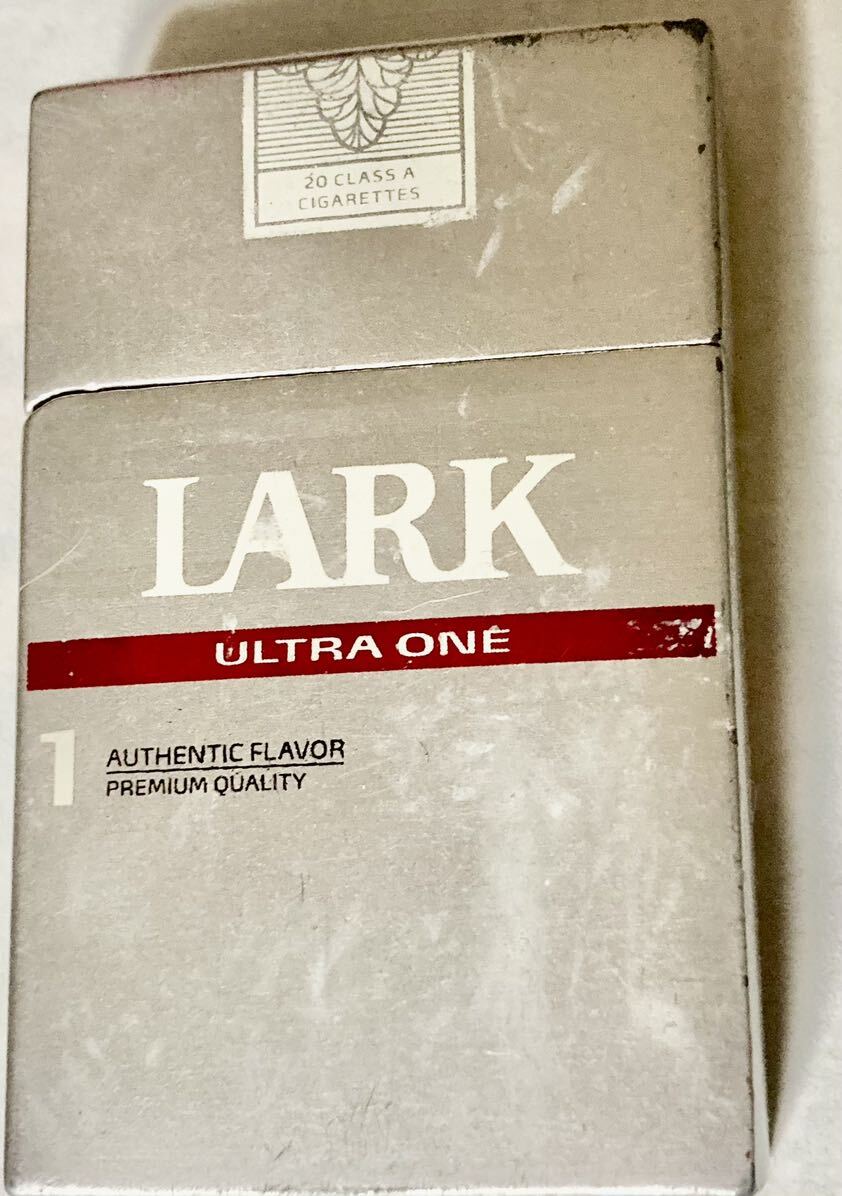 20 CLASS A
CIGARETTES
LARK
ULTRA ONE
1
AUTHENTIC FLAVOR
PREMIUM QUALITY